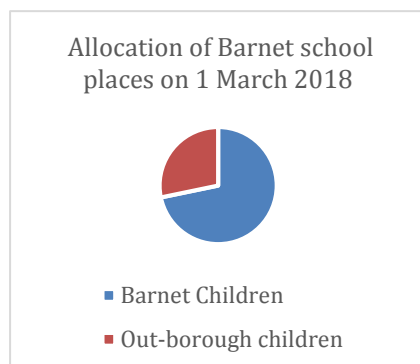 Allocation of Barnet school
places on 1 March 2018
Barnet Children
Out-borough children